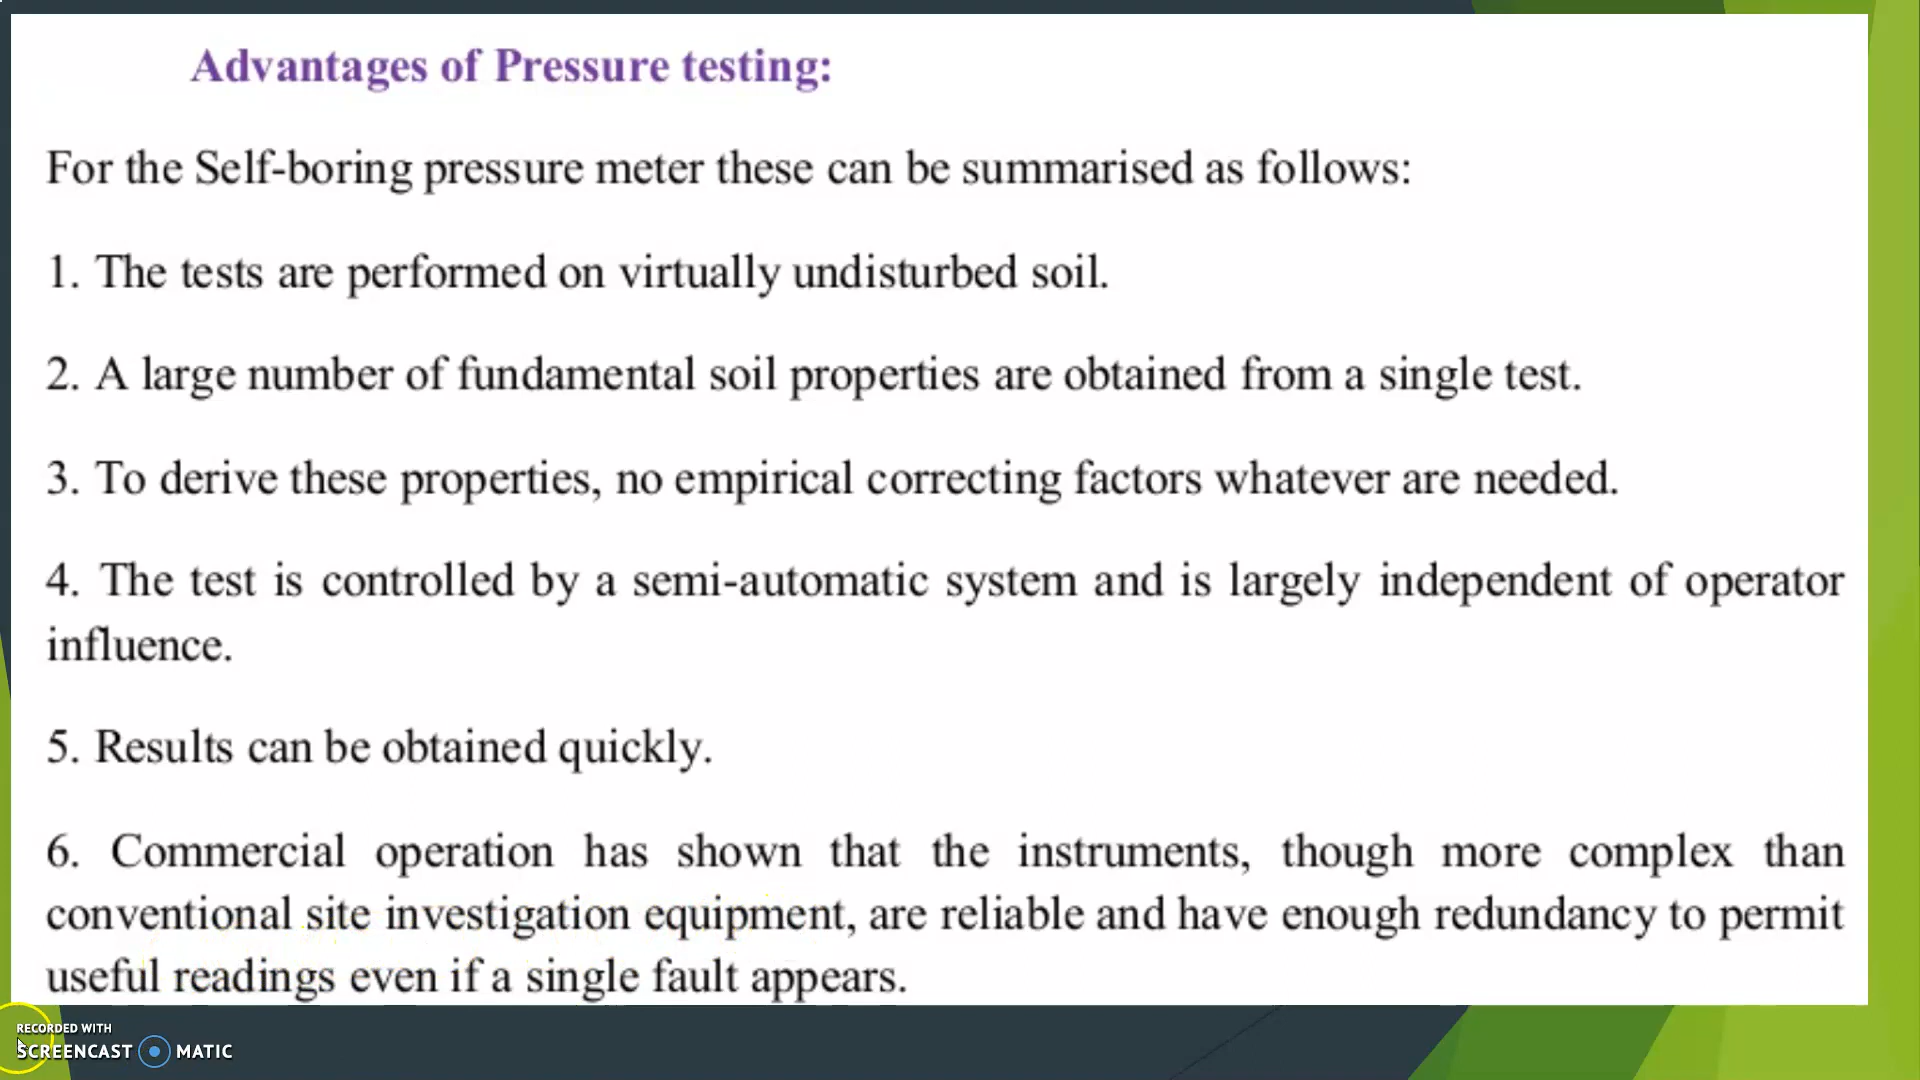 Advantages of Pressure testing:
For the Self-boring pressure meter these can be summarised as follows:
1. The tests are performed on virtually undisturbed soil.
2. A large number of fundamental soil properties are obtained from a single test.
3. To derive these properties, no empirical correcting factors whatever are needed.
4. The test is controlled by a semi-automatic system and is largely independent of operator
influence.
5. Results can be obtained quickly.
6. Commercial operation has shown that the instruments, though more complex than
conventional site investigation equipment, are reliable and have enough redundancy to permit
useful readings even if a single fault appears.
RECORDED WITH
SCREENCAST MATIC